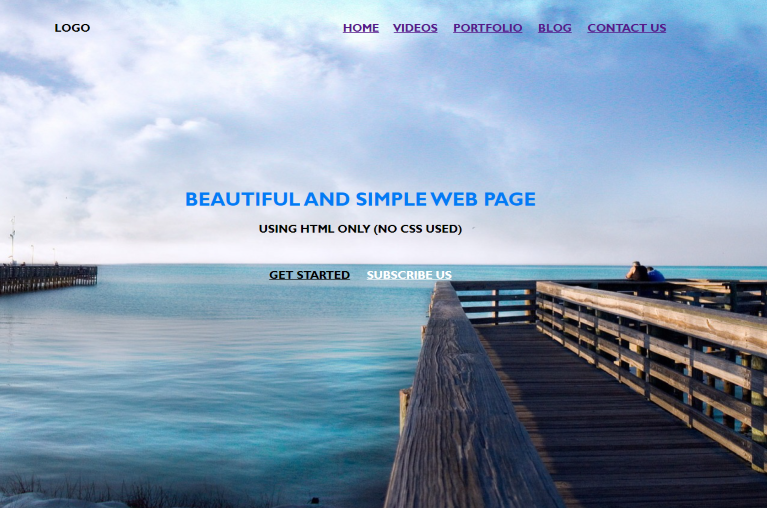 LOGO HOME VIDEOS PORTFOLIO BLOG CONTACT US
BEAUTIFUL AND SIMPLE WEB PAGE
USING HTML ONLY (NO CSS USED)
GET STARTED SUBSCRIBE US